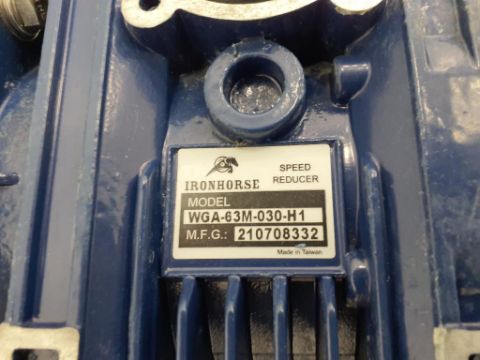 IRONHORSE
SPEED
REDUCER
MODEL
WGA-63M-030-H1
M.F.G.: 210708332
Made in Taiwan